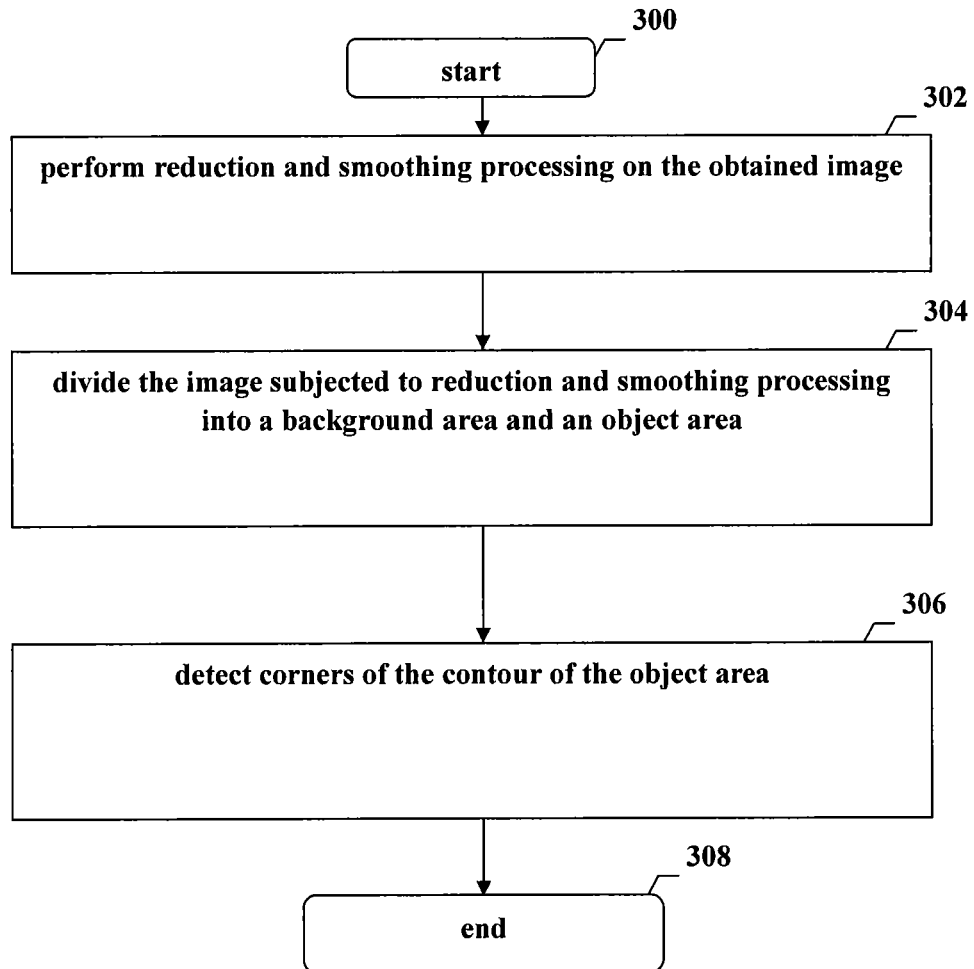 300
start
302
perform reduction and smoothing processing on the obtained image
304
divide the image subjected to reduction and smoothing processing
into a background area and an object area
306
detect corners of the contour of the object area
308
end